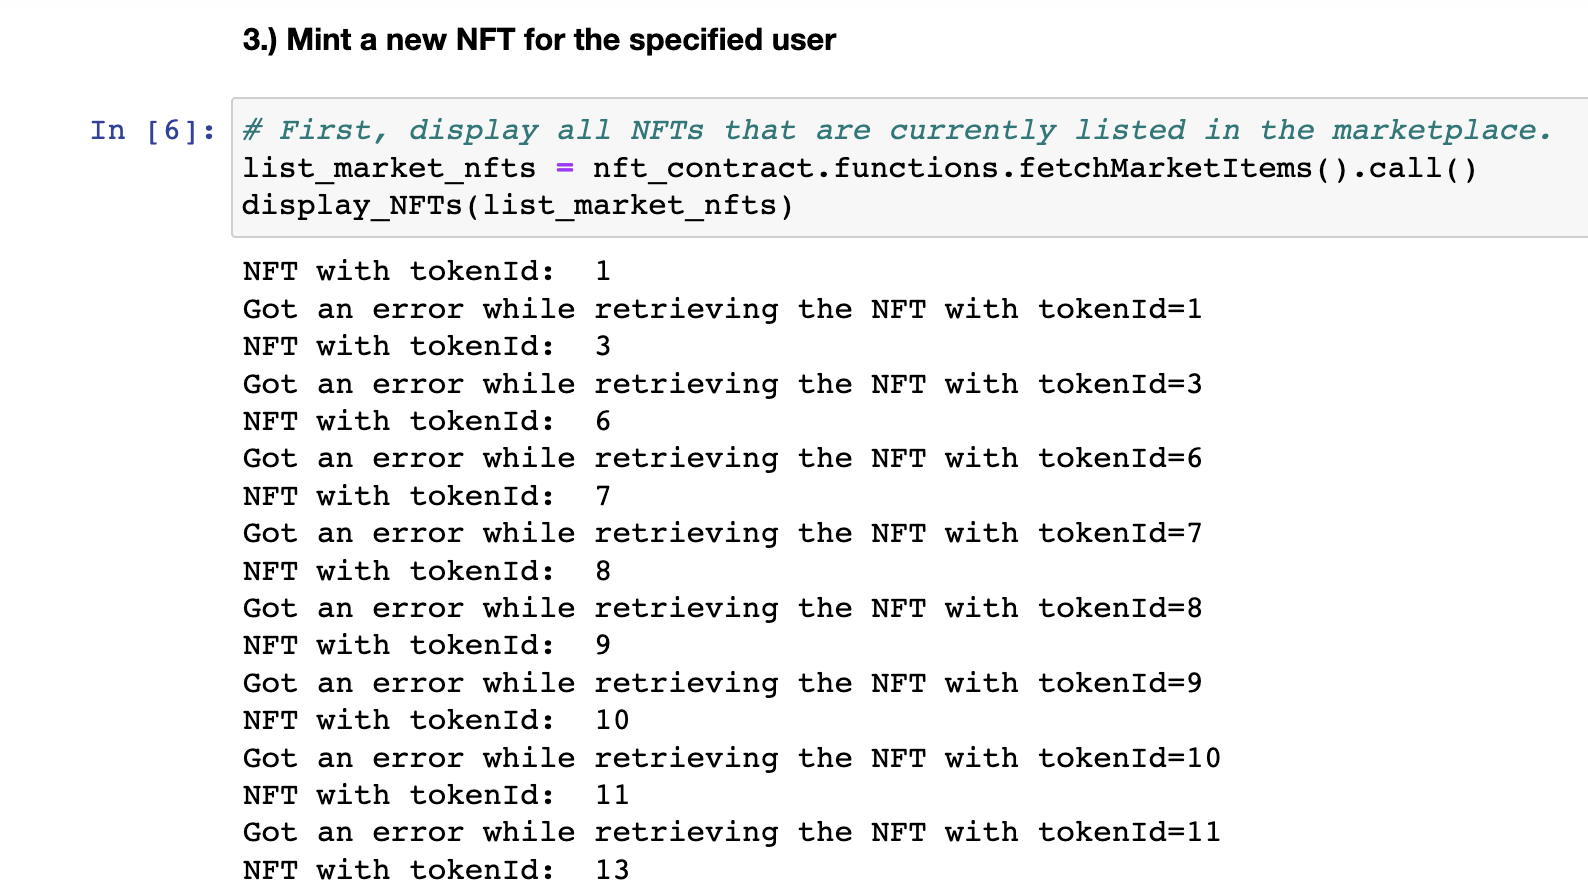 3.) Mint a new NFT for the specified user
In [6]:
# First, display all NFTs that are currently listed in the marketplace.
list_market_nfts = nft_contract.functions.fetchMarketItems().call()
display_NFTs(list_market_nfts)
NFT with tokenId:  1
Got an error while retrieving the NFT with tokenId=1
NFT with tokenId:  3
Got an error while retrieving the NFT with tokenId=3
NFT with tokenId:  6
Got an error while retrieving the NFT with tokenId=6
NFT with tokenId:  7
Got an error while retrieving the NFT with tokenId=7
NFT with tokenId:  8
Got an error while retrieving the NFT with tokenId=8
NFT with tokenId:  9
Got an error while retrieving the NFT with tokenId=9
NFT with tokenId:  10
Got an error while retrieving the NFT with tokenId=10
NFT with tokenId:  11
Got an error while retrieving the NFT with tokenId=11
NFT with tokenId:  13